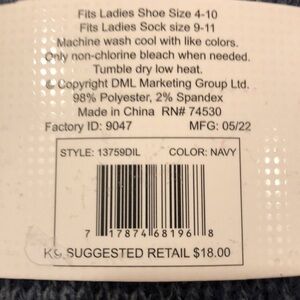 Fits Ladies Shoe Size 4-10
Fits Ladies Sock size 9-11
Machine wash cool with like colors.
Only non-chlorine bleach when needed.
Tumble dry low heat.
© Copyright DML Marketing Group Ltd.
98% Polyester, 2% Spandex
Made in China RN# 74530
Factory ID: 9047 MFG: 05/22
STYLE: 13759DIL COLOR: NAVY
7 17874 68196 8
K9 SUGGESTED RETAIL $18.00